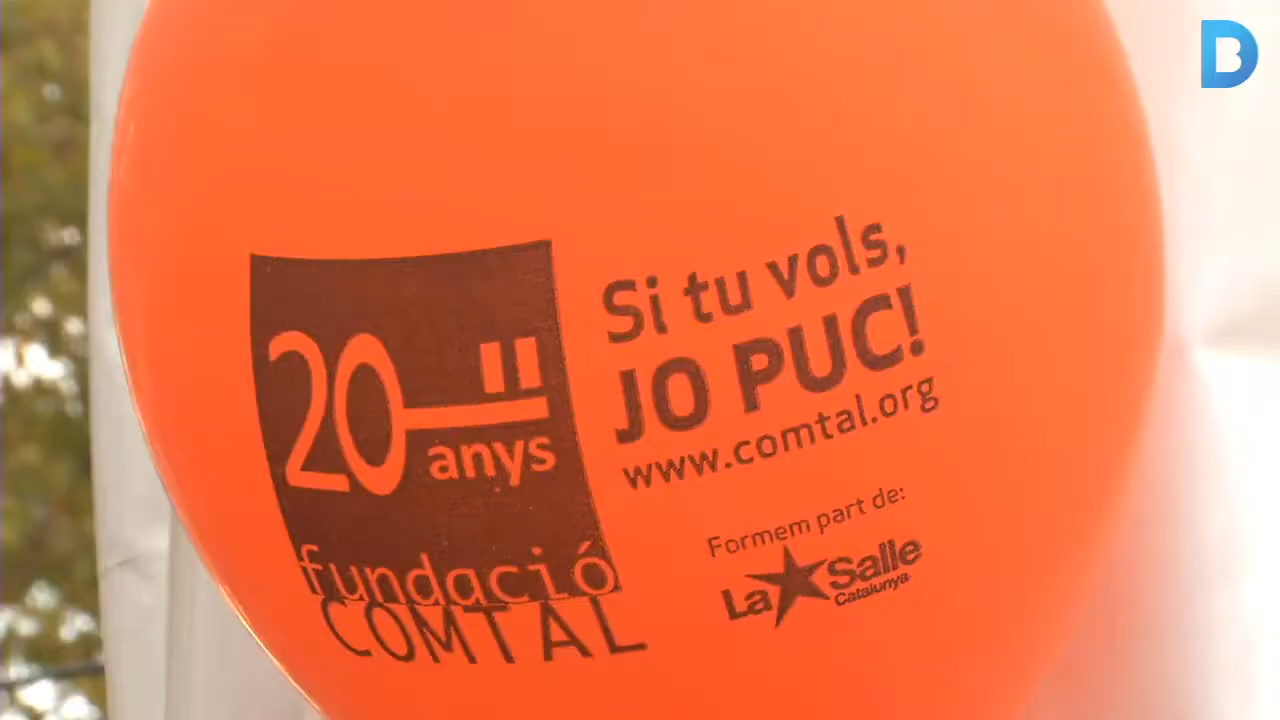 20 anys
fundació
COMTAL
Si tu vols,
JO PUC!
www.comtal.org
Formem part de:
La Salle
Catalunya
B